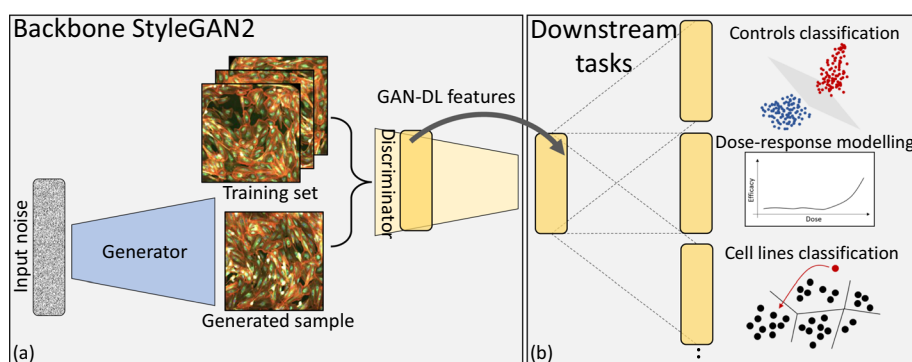 Backbone StyleGAN2
Input noise
Generator
Training set
Generated sample
Discriminator
GAN-DL features
(a)
Downstream
tasks
Controls classification
Dose-response modelling
Efficacy
Dose
Cell lines classification
(b)